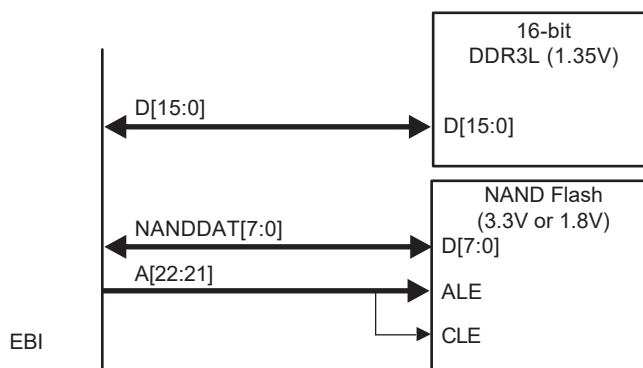 16-bit
DDR3L (1.35V)
D[15:0]
D[15:0]
NAND Flash
(3.3V or 1.8V)
NANDDAT[7:0]
D[7:0]
A[22:21]
ALE
CLE
EBI